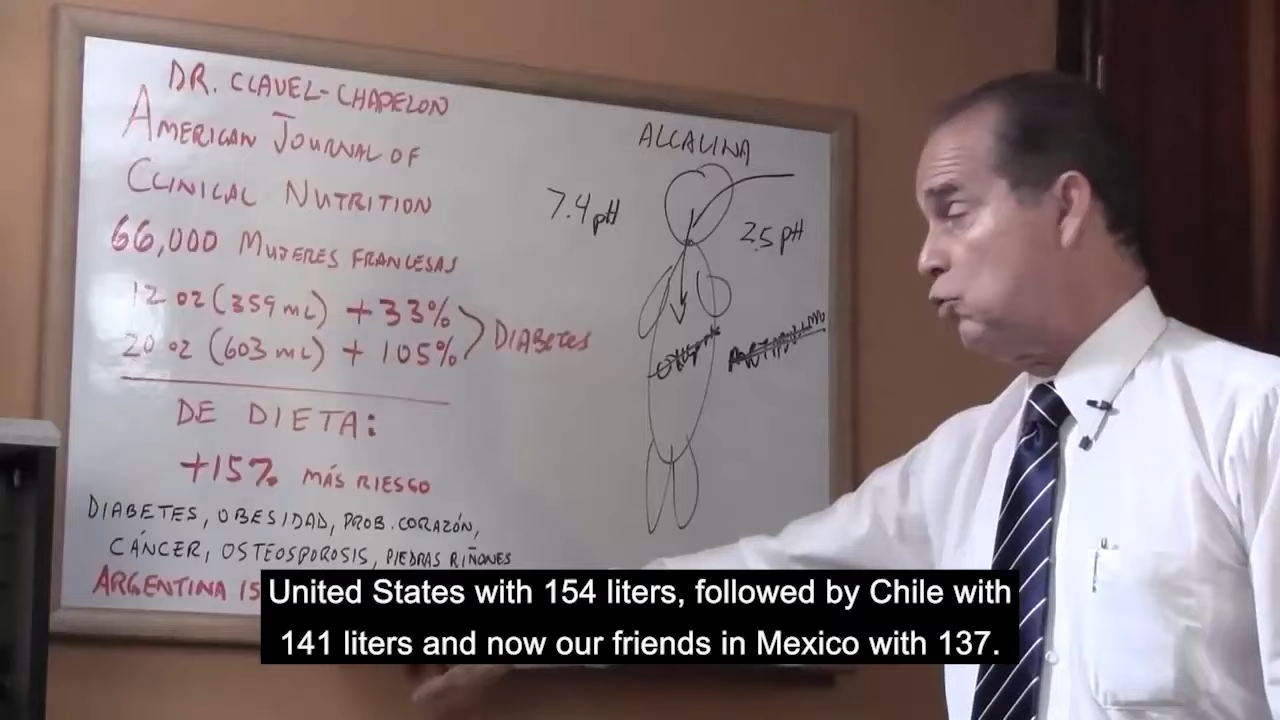 DR. CLAVEL-CHAPELON
AMERICAN JOURNAL OF
CLINICAL NUTRITION
66,000 MUJERES FRANCESAS
12 oz (359 mL) +33%
20 oz (603 mL) + 105%
DIABETES
DE DIETA:
+15% MÁS RIESGO
DIABETES, OBESIDAD, PROB. CORAZÓN,
CÁNCER, OSTEOSPOROSIS, PIEDRAS RIÑONES
ARGENTINA 15
ALCALINA
7.4 pH
2.5 pH
United States with 154 liters, followed by Chile with
141 liters and now our friends in Mexico with 137.